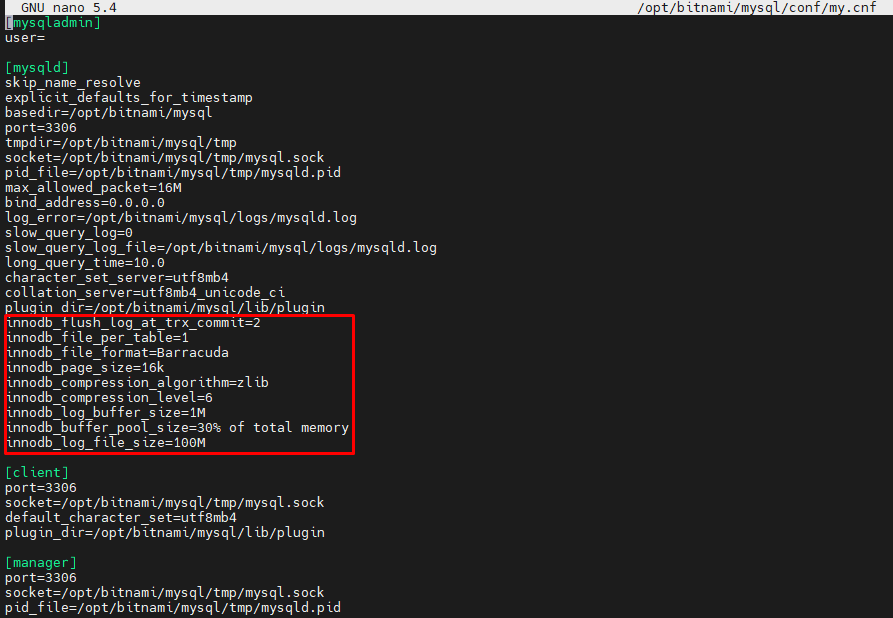 GNU nano 5.4 /opt/bitnami/mysql/conf/my.cnf
[mysqladmin]
user=
[mysqld]
skip_name_resolve
explicit_defaults_for_timestamp
basedir=/opt/bitnami/mysql
port=3306
tmpdir=/opt/bitnami/mysql/tmp
socket=/opt/bitnami/mysql/tmp/mysql.sock
pid_file=/opt/bitnami/mysql/tmp/mysqld.pid
max_allowed_packet=16M
bind_address=0.0.0.0
log_error=/opt/bitnami/mysql/logs/mysqld.log
slow_query_log=0
slow_query_log_file=/opt/bitnami/mysql/logs/mysqld.log
long_query_time=10.0
character_set_server=utf8mb4
collation_server=utf8mb4_unicode_ci
plugin_dir=/opt/bitnami/mysql/lib/plugin
innodb_flush_log_at_trx_commit=2
innodb_file_per_table=1
innodb_file_format=Barracuda
innodb_page_size=16k
innodb_compression_algorithm=zlib
innodb_compression_level=6
innodb_log_buffer_size=1M
innodb_buffer_pool_size=30% of total memory
innodb_log_file_size=100M
[client]
port=3306
socket=/opt/bitnami/mysql/tmp/mysql.sock
default_character_set=utf8mb4
plugin_dir=/opt/bitnami/mysql/lib/plugin
[manager]
port=3306
socket=/opt/bitnami/mysql/tmp/mysql.sock
pid_file=/opt/bitnami/mysql/tmp/mysqld.pid